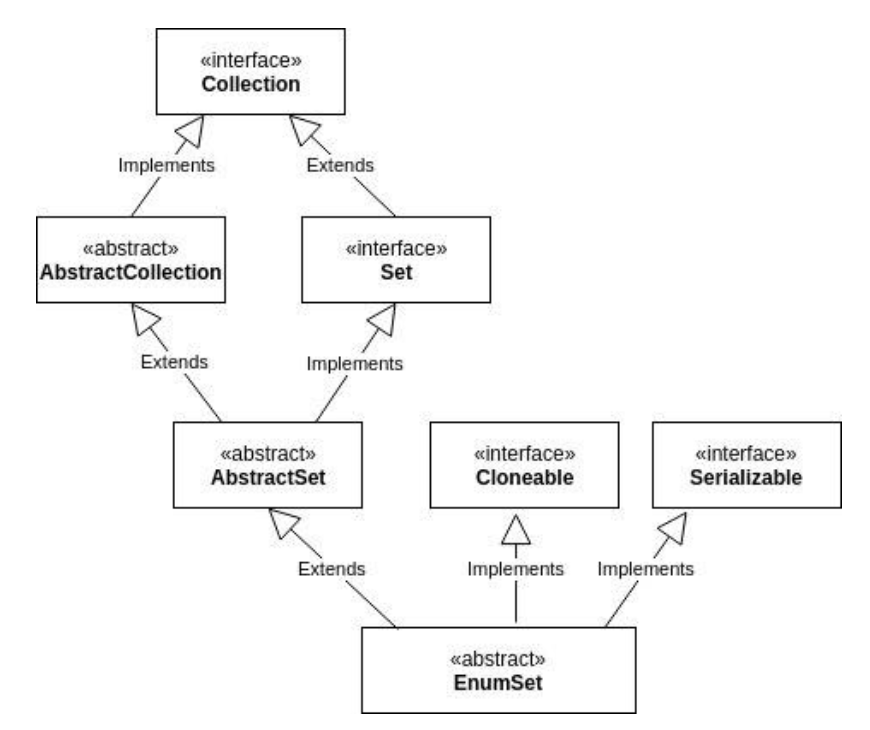 «interface»
Collection
Implements
Extends
«abstract»
AbstractCollection
«interface»
Set
Extends
Implements
«abstract»
AbstractSet
«interface»
Cloneable
«interface»
Serializable
Extends
Implements
Implements
«abstract»
EnumSet